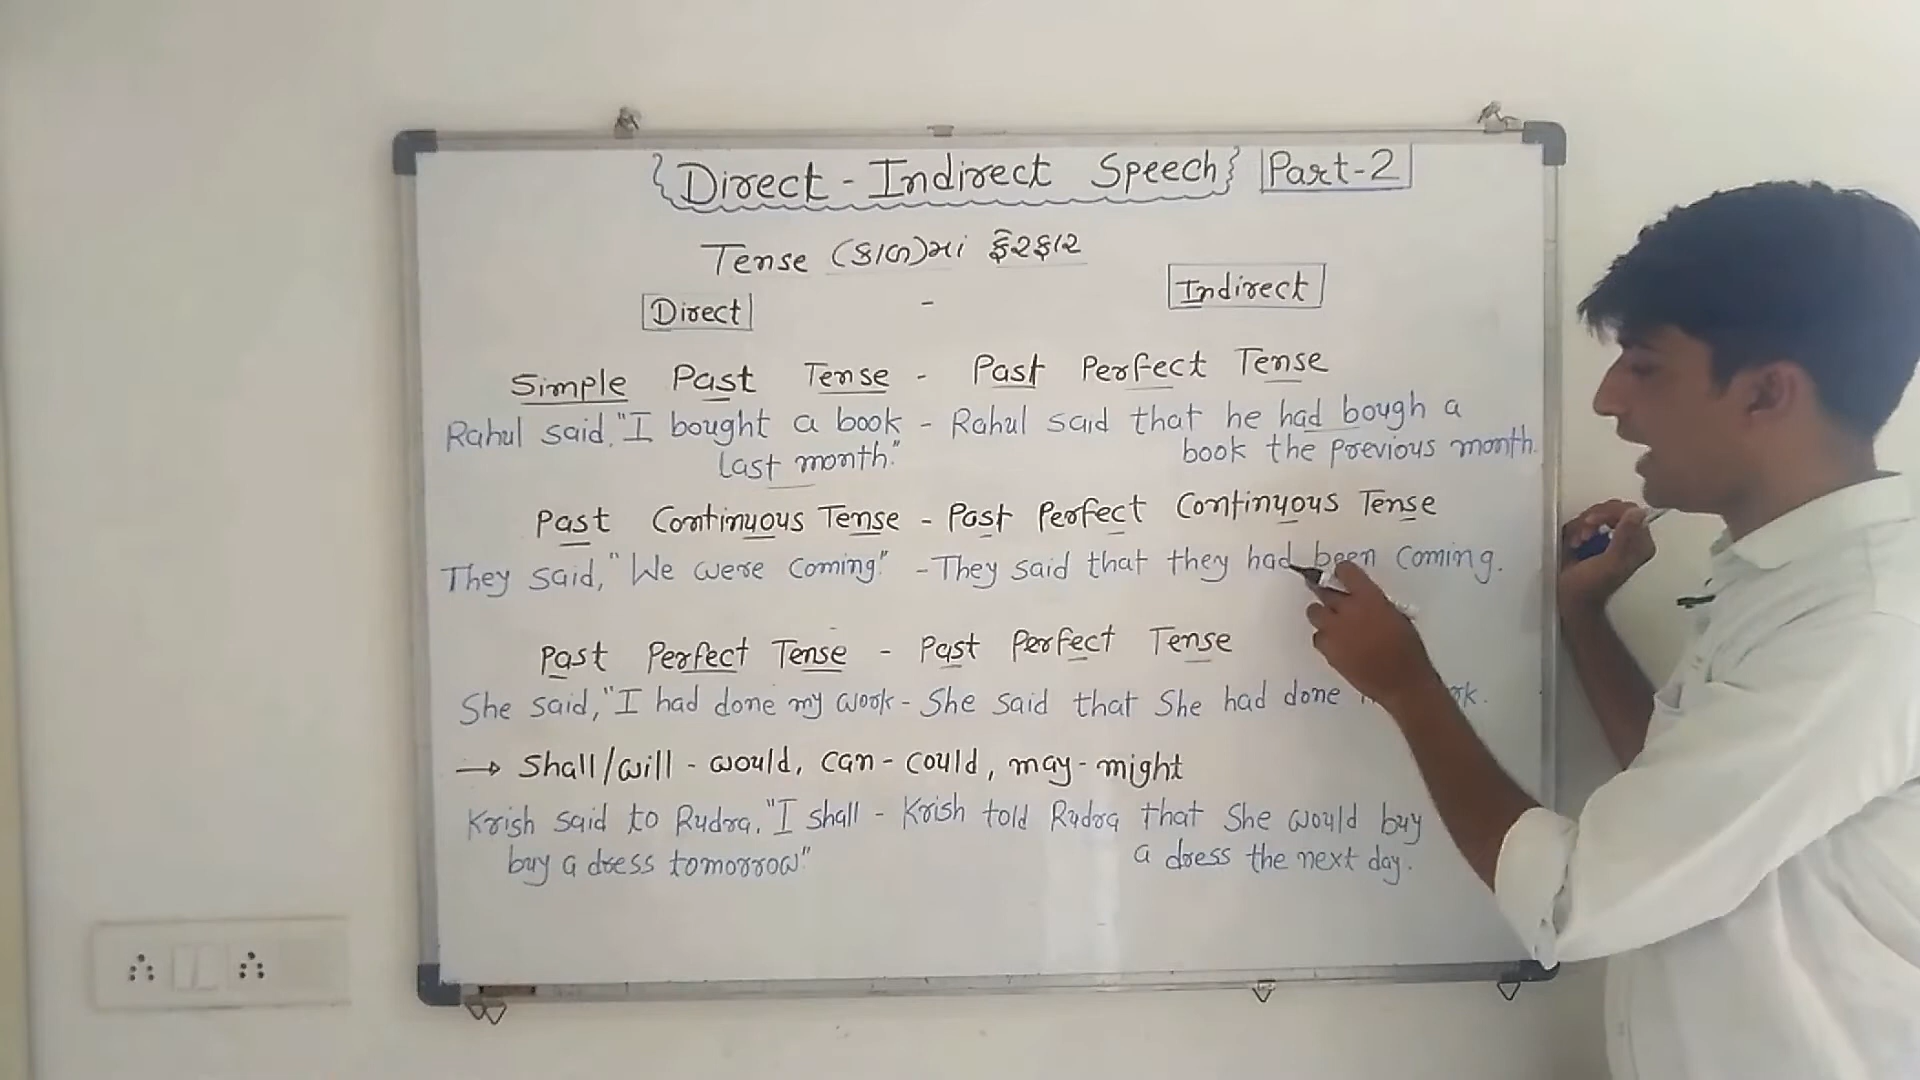 Direct - Indirect Speech Part-2
Tense (કાળ)માં ફેરફાર
Direct - Indirect
Simple Past Tense - Past Perfect Tense
Rahul said, "I bought a book - Rahul said that he had bough a
last month." book the previous month.
Past Continuous Tense - Past Perfect Continuous Tense
They said, "We were coming." - They said that they had been coming.
Past Perfect Tense - Past Perfect Tense
She said, "I had done my work - She said that She had done
→ Shall/will - would, can - could, may - might
Krish said to Rudra, "I shall - Krish told Rudra that She would buy
buy a dress tomorrow" a dress the next day.